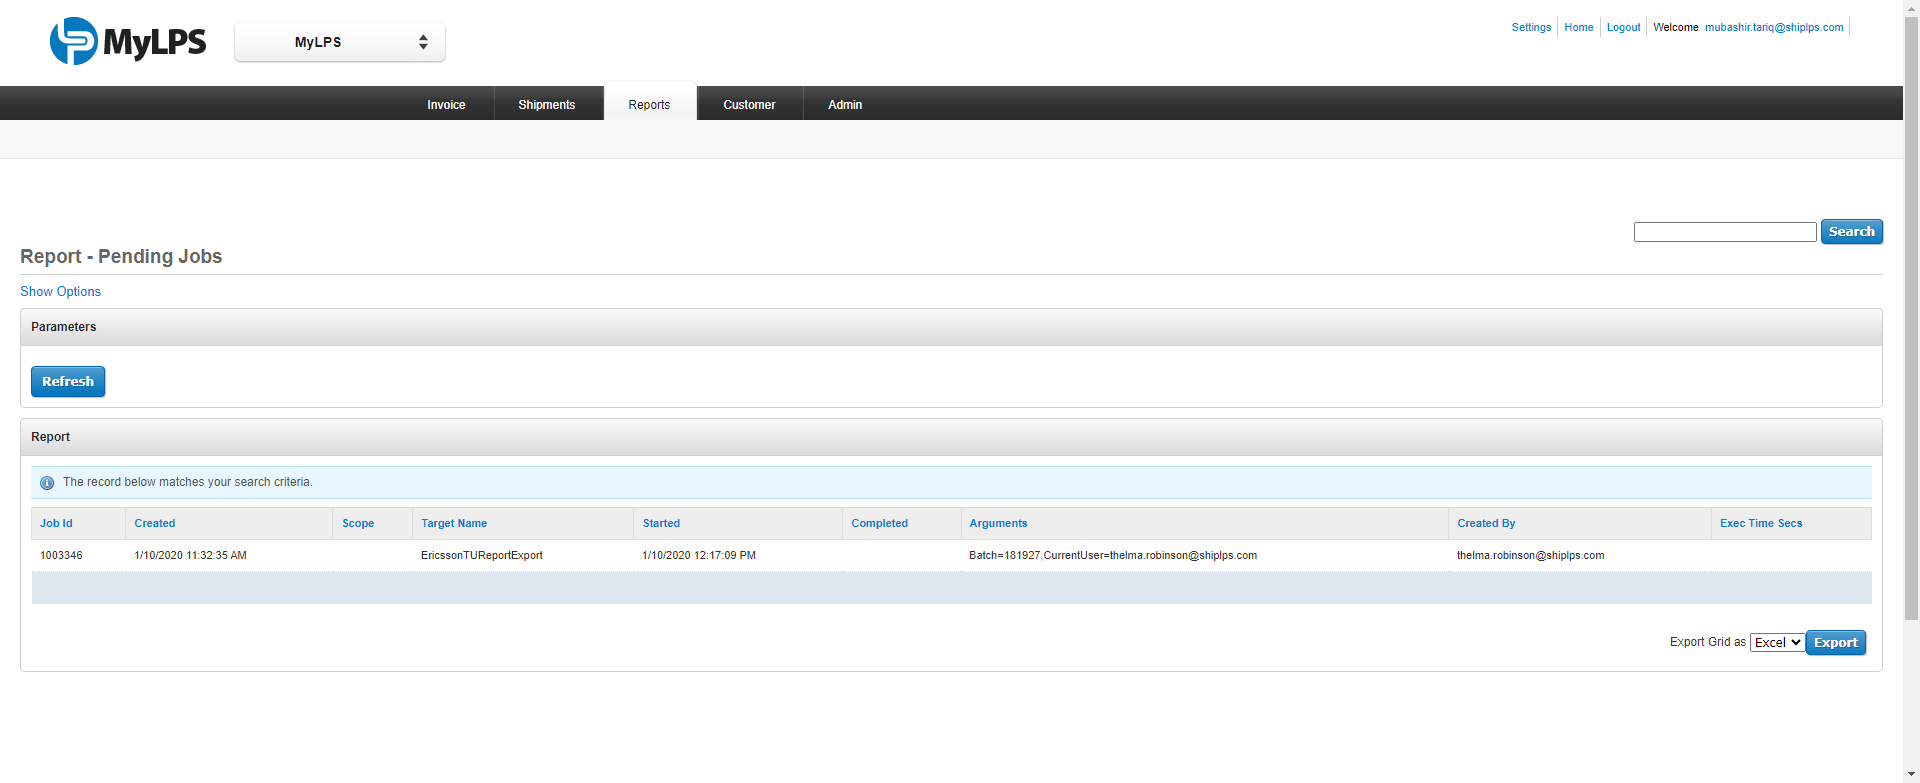 MyLPS
MyLPS
Settings Home Logout Welcome mubashir.tariq@shiplps.com
Invoice Shipments Reports Customer Admin
Search
Report - Pending Jobs
Show Options
Parameters
Refresh
Report
The record below matches your search criteria.
Job Id Created Scope Target Name Started Completed Arguments Created By Exec Time Secs
1003346 1/10/2020 11:32:35 AM EricssonTUReportExport 1/10/2020 12:17:09 PM Batch=181927,CurrentUser=thelma.robinson@shiplps.com thelma.robinson@shiplps.com
Export Grid as Excel Export